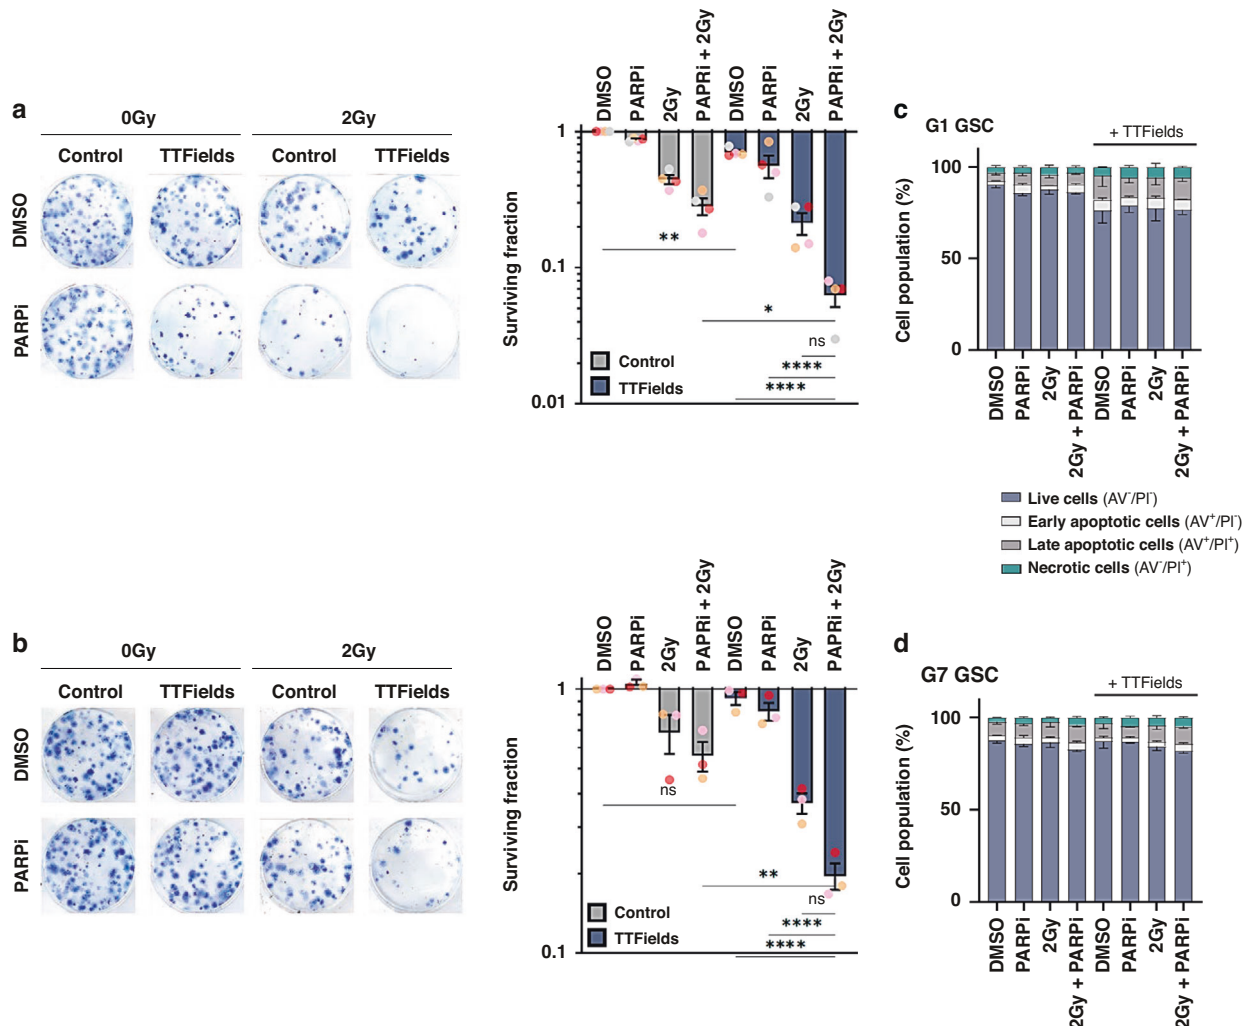 a
0Gy
2Gy
Control
TTFields
Control
TTFields
DMSO
PARPi
DMSO
PARPi
2Gy
PAPRi + 2Gy
DMSO
PARPi
2Gy
PAPRi + 2Gy
Surviving fraction
1
0.1
0.01
**
*
ns
****
****
Control
TTFields
c
G1 GSC
+ TTFields
Cell population (%)
100
50
0
DMSO
PARPi
2Gy
2Gy + PARPi
DMSO
PARPi
2Gy
2Gy + PARPi
Live cells (AV⁻/PI⁻)
Early apoptotic cells (AV⁺/PI⁻)
Late apoptotic cells (AV⁺/PI⁺)
Necrotic cells (AV⁻/PI⁺)
b
0Gy
2Gy
Control
TTFields
Control
TTFields
DMSO
PARPi
DMSO
PARPi
2Gy
PAPRi + 2Gy
DMSO
PARPi
2Gy
PAPRi + 2Gy
Surviving fraction
1
0.1
ns
**
ns
****
****
Control
TTFields
d
G7 GSC
+ TTFields
Cell population (%)
100
50
0
DMSO
PARPi
2Gy
2Gy + PARPi
DMSO
PARPi
2Gy
2Gy + PARPi